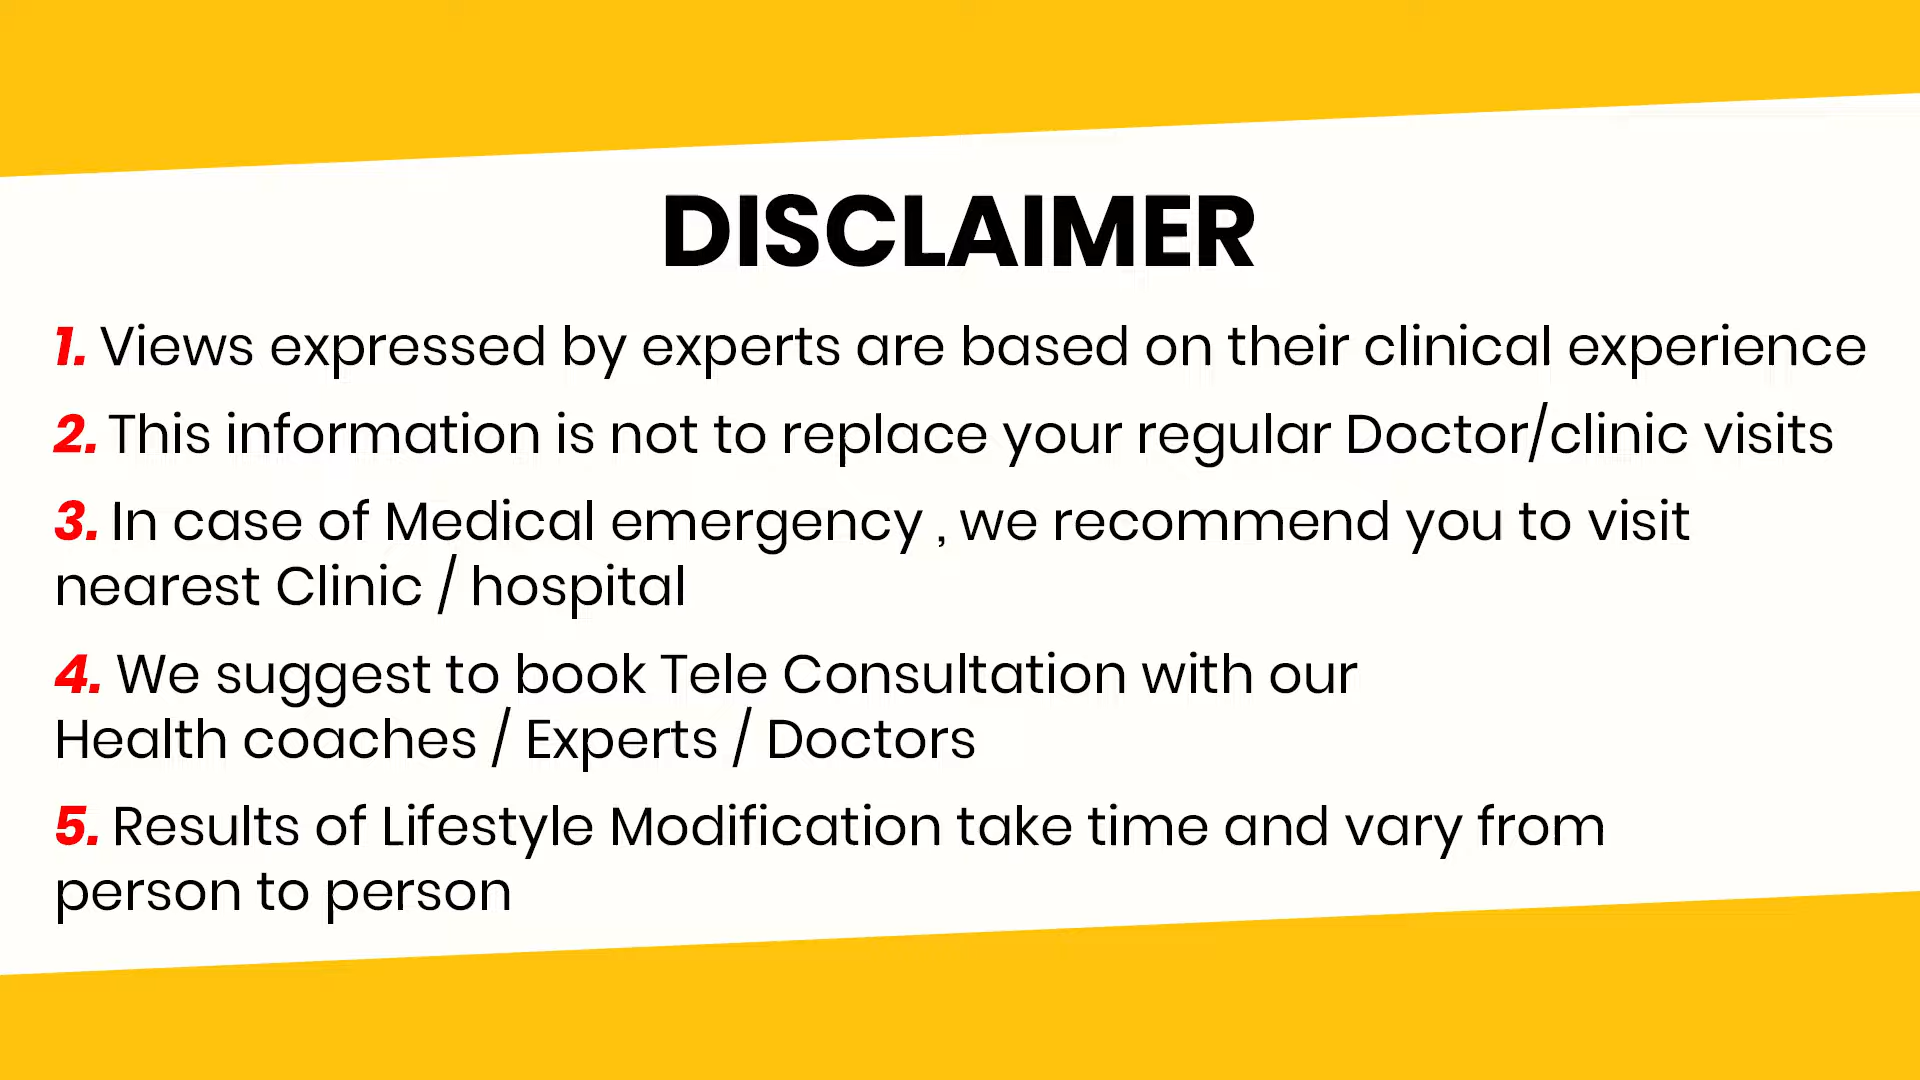 DISCLAIMER
1. Views expressed by experts are based on their clinical experience
2. This information is not to replace your regular Doctor/clinic visits
3. In case of Medical emergency , we recommend you to visit
nearest Clinic / hospital
4. We suggest to book Tele Consultation with our
Health coaches / Experts / Doctors
5. Results of Lifestyle Modification take time and vary from
person to person